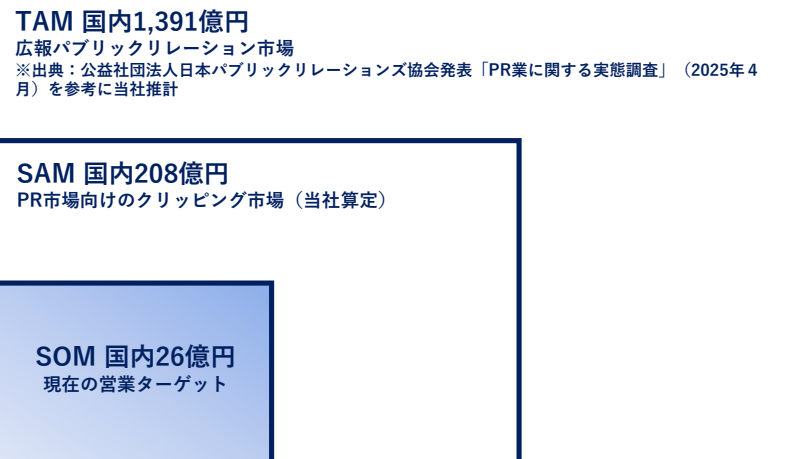 TAM 国内1,391億円
広報パブリックリレーション市場
※出典：公益社団法人日本パブリックリレーションズ協会発表「PR業に関する実態調査」（2025年４
月）を参考に当社推計
SAM 国内208億円
PR市場向けのクリッピング市場（当社算定）
SOM 国内26億円
現在の営業ターゲット